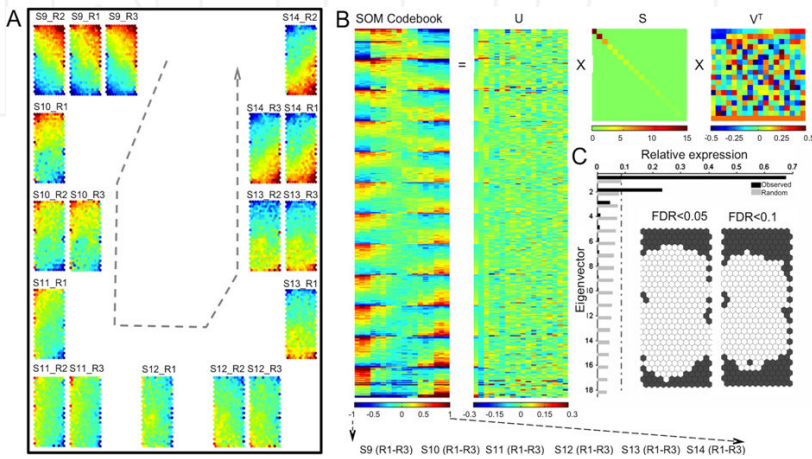 A
S9_R2 S9_R1 S9_R3
S14_R2
S10_R1
S14_R3 S14_R1
S10_R2 S10_R3
S13_R2 S13_R3
S11_R1
S13_R1
S11_R2 S11_R3
S12_R1
S12_R2 S12_R3
B
SOM Codebook
U
S
Vᵀ
=
X
X
-1 -0.5 0 0.5 1
-0.3 -0.15 0 0.15 0.3
0 5 10 15
-0.5 -0.25 0 0.25 0.5
S9 (R1-R3) S10 (R1-R3) S11 (R1-R3) S12 (R1-R3) S13 (R1-R3) S14 (R1-R3)
C
Relative expression
0 0.1 0.2 0.3 0.4 0.5 0.6 0.7
Observed
Random
Eigenvector
2
4
6
8
10
12
14
16
18
FDR<0.05
FDR<0.1